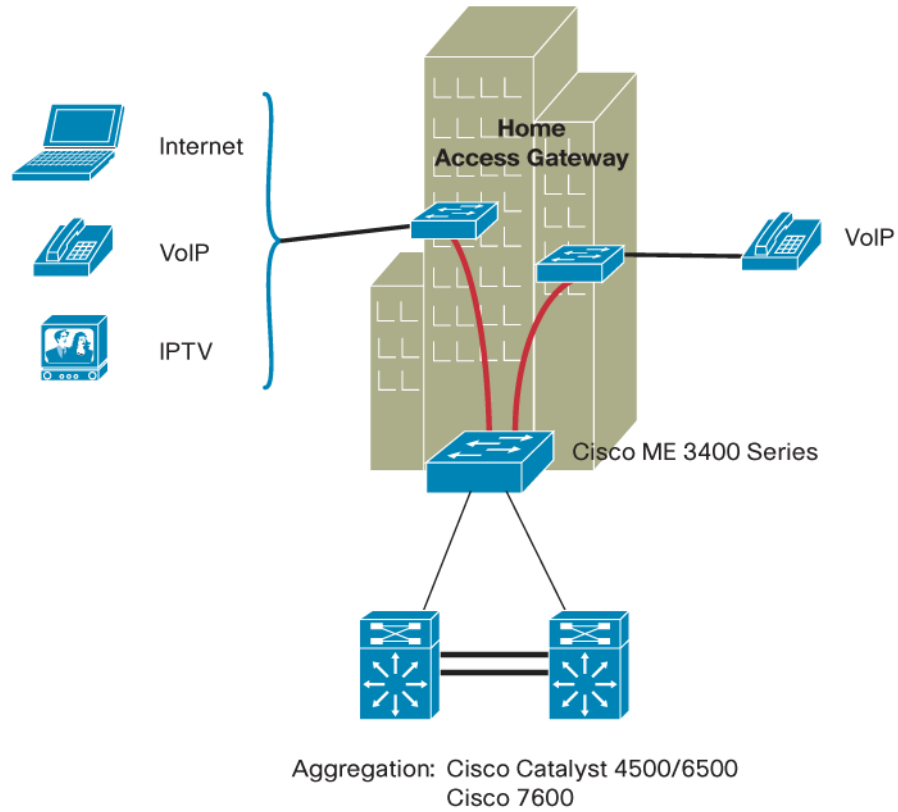 Home
Access Gateway
Internet
VoIP
IPTV
VoIP
Cisco ME 3400 Series
Aggregation: Cisco Catalyst 4500/6500
Cisco 7600